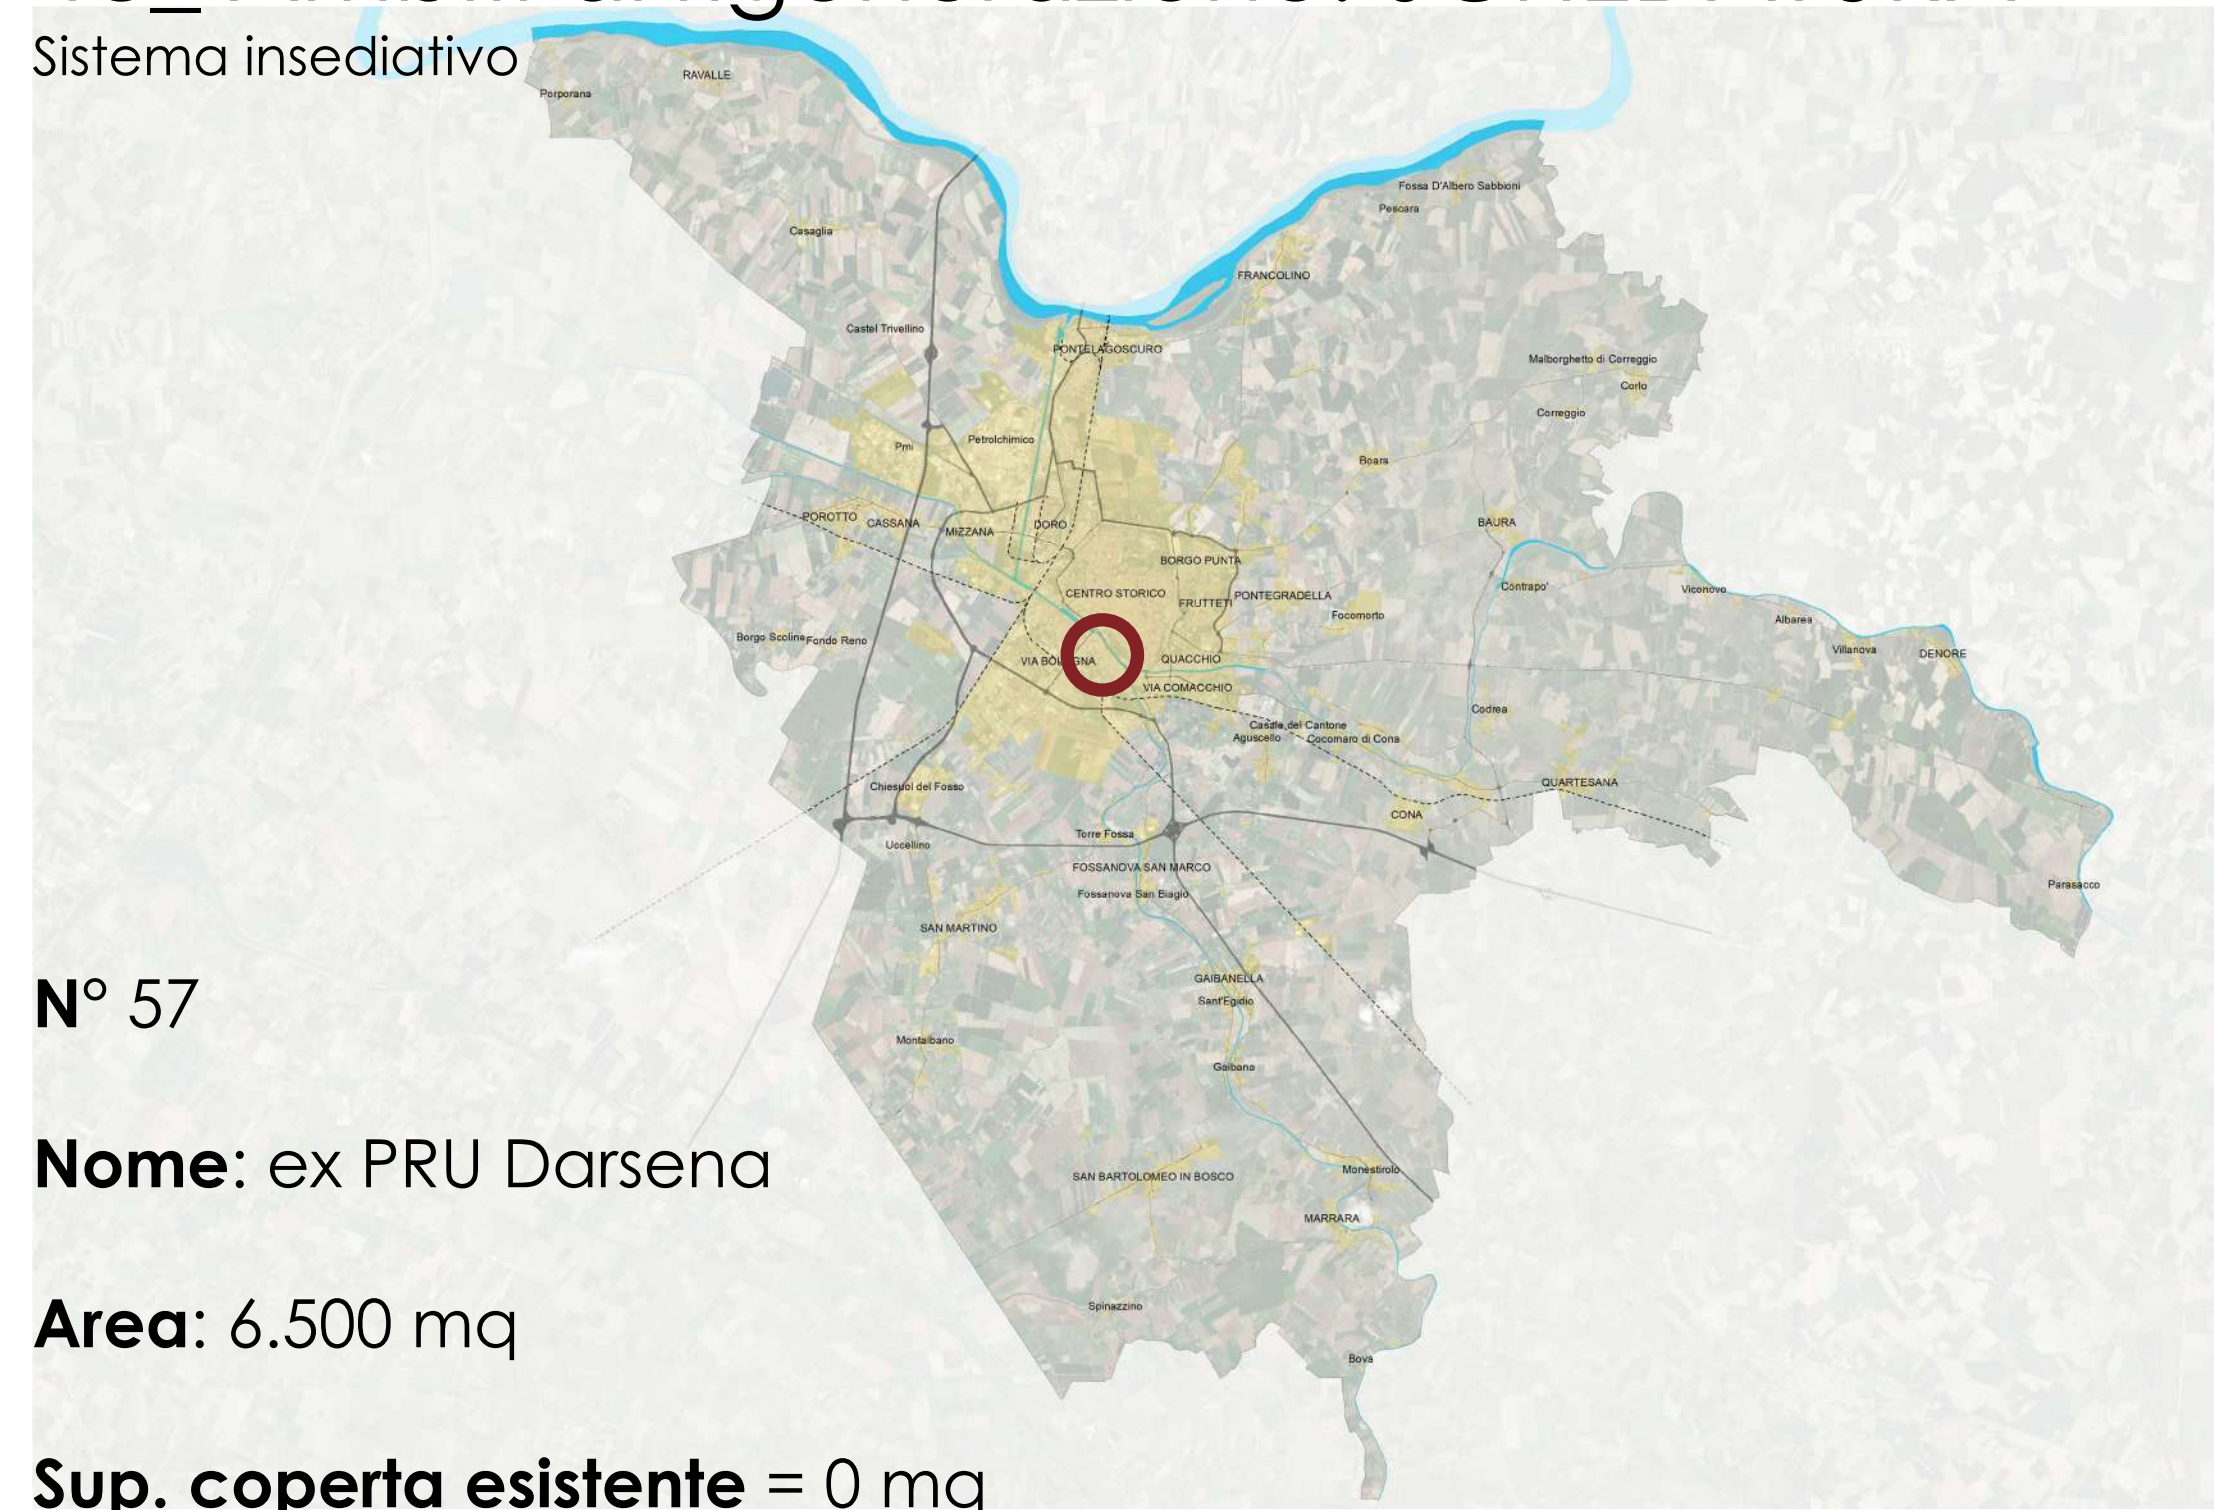 Sistema insediativo
RAVALLE
Porporana
Fossa D'Albero Sabbioni
Pescara
Casaglia
FRANCOLINO
Castel Trivellino
PONTELAGOSCURO
Malborghetto di Correggio
Corlo
Correggio
Petrolchimico
Pmi
Boara
POROTTO
CASSANA
MIZZANA
DORO
BAURA
BORGO PUNTA
CENTRO STORICO
FRUTTETI
PONTEGRADELLA
Contrapo'
Viconovo
Focomorto
Albarea
Borgo Scoline
Fondo Reno
Villanova
DENORE
VIA BOLOGNA
QUACCHIO
VIA COMACCHIO
Codrea
Casale del Cantone
Aguscello
Cocomaro di Cona
Chiesuol del Fosso
QUARTESANA
CONA
Torre Fossa
Uccellino
FOSSANOVA SAN MARCO
Fossanova San Biagio
Parasacco
SAN MARTINO
GAIBANELLA
Sant'Egidio
N° 57
Montalbano
Gaibana
Nome: ex PRU Darsena
SAN BARTOLOMEO IN BOSCO
Monestirolo
MARRARA
Area: 6.500 mq
Spinazzino
Bova
Sup. coperta esistente = 0 mq